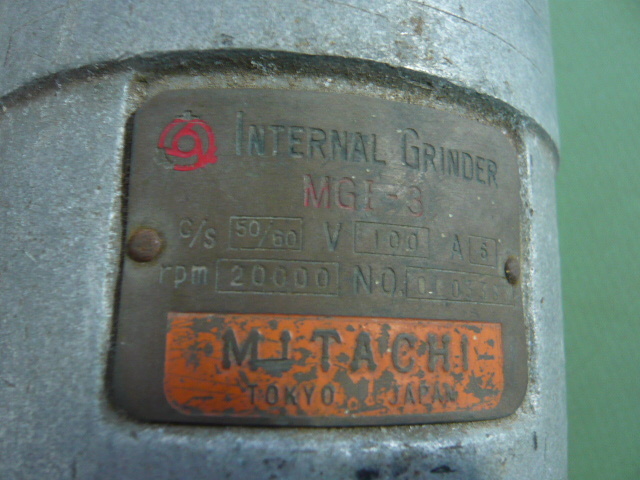 INTERNAL GRINDER
MGI-3
C/S 50/60 V 100 A 5
rpm 20000 NO
MITACHI
TOKYO. JAPAN